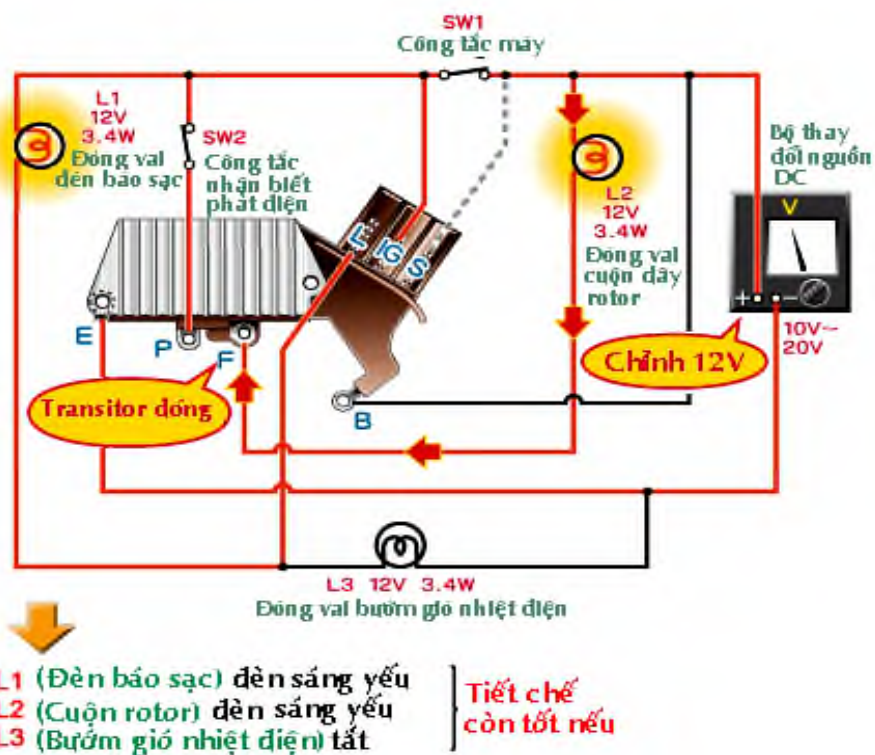 SW1
Công tắc máy
L1
12V
3.4W
Đóng vai
đèn báo sạc
SW2
Công tắc
nhận biết
phát điện
L
IG
S
L2
12V
3.4W
Đóng vai
cuộn dây
rotor
Bộ thay
đổi nguồn
DC
V
+ −
10V~
20V
Chỉnh 12V
E
P
F
B
Transitor đóng
L3 12V 3.4W
Đóng vai bướm gió nhiệt điện
L1 (Đèn báo sạc) đèn sáng yếu
L2 (Cuộn rotor) đèn sáng yếu
L3 (Bướm gió nhiệt điện) tắt
Tiết chế
còn tốt nếu